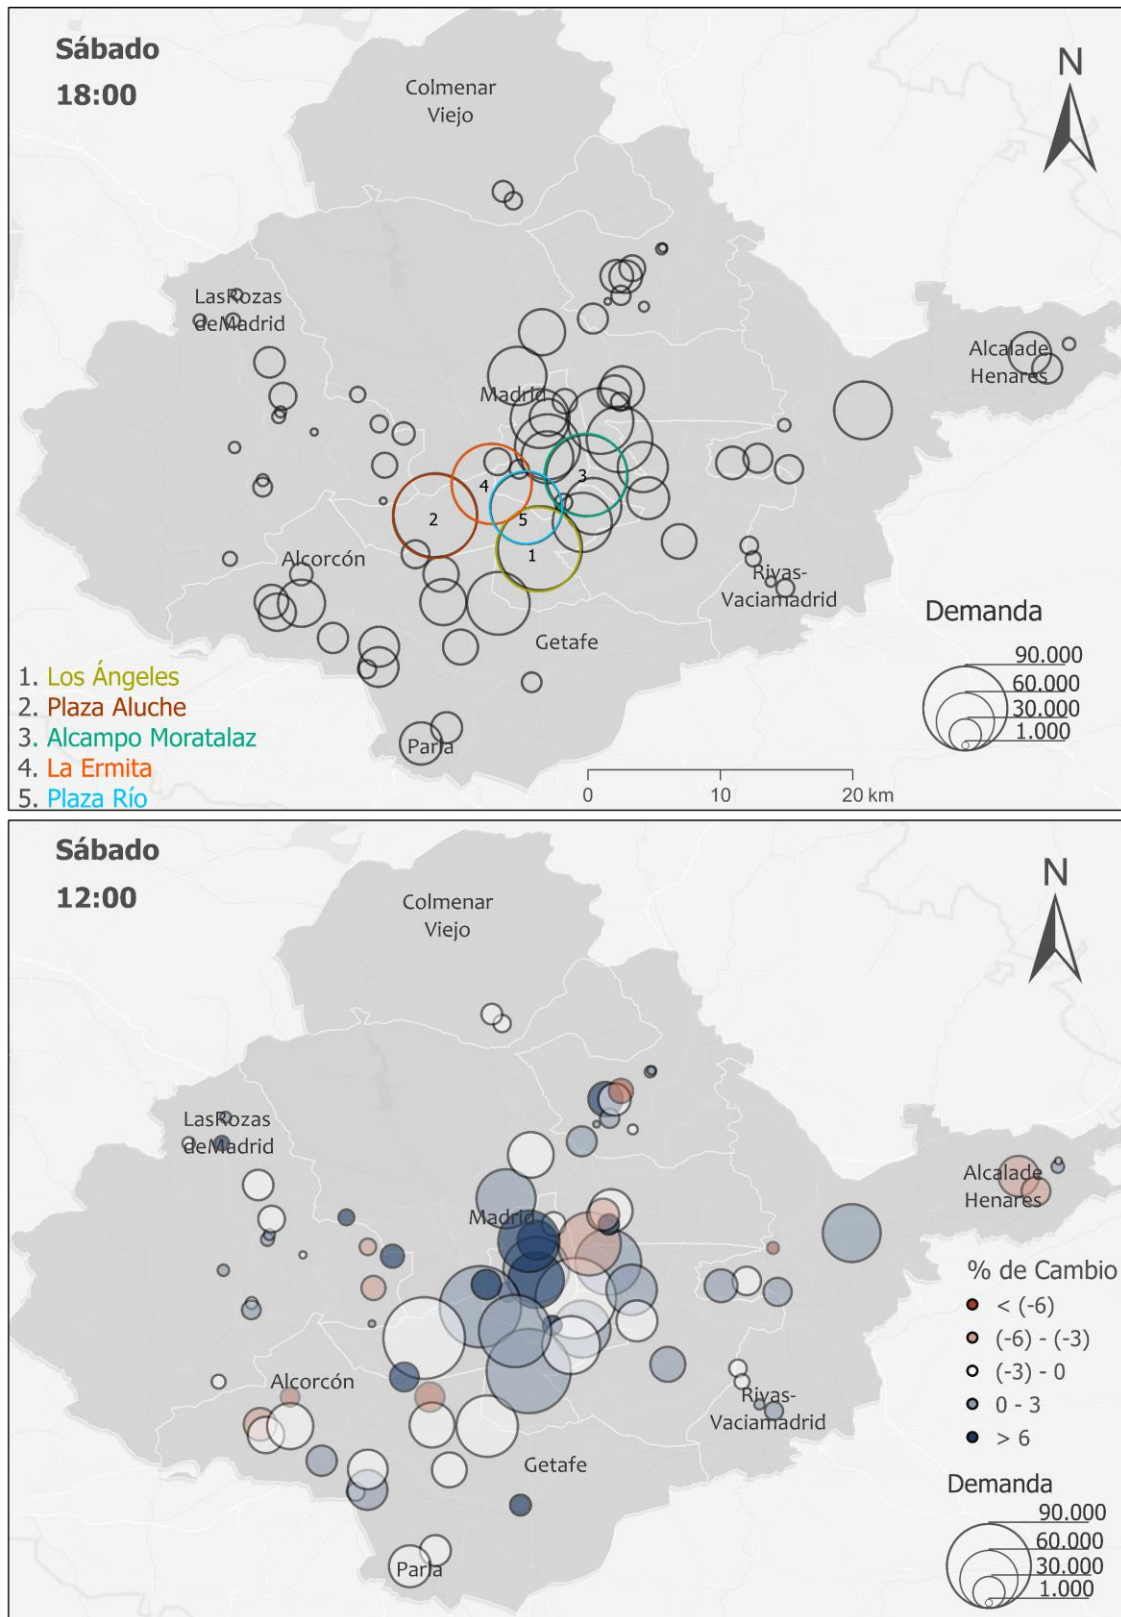 Sábado
18:00
N
Colmenar
Viejo
LasRozas
deMadrid
Alcalade
Henares
Madrid
3
4
2
5
1
Alcorcón
Rivas-
Vaciamadrid
Getafe
Parla
1. Los Ángeles
2. Plaza Aluche
3. Alcampo Moratalaz
4. La Ermita
5. Plaza Río
Demanda
90.000
60.000
30.000
1.000
0 10 20 km
Sábado
12:00
N
Colmenar
Viejo
LasRozas
deMadrid
Alcalade
Henares
Madrid
Alcorcón
Rivas-
Vaciamadrid
Getafe
Parla
% de Cambio
< (-6)
(-6) - (-3)
(-3) - 0
0 - 3
> 6
Demanda
90.000
60.000
30.000
1.000